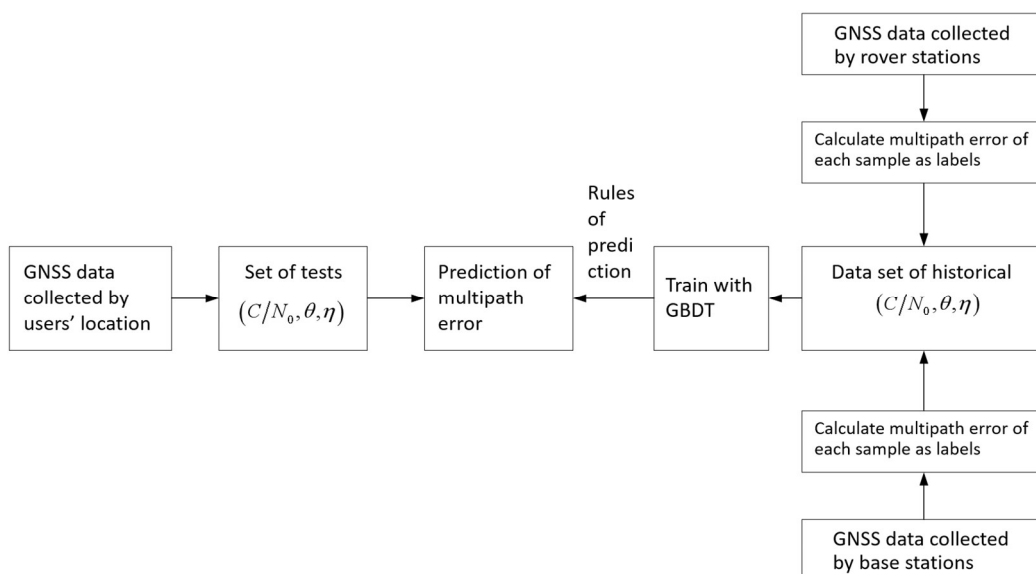 GNSS data collected
by rover stations
Calculate multipath error of
each sample as labels
Rules
of
predi
ction
GNSS data
collected by
users’ location
Set of tests
(C/N₀, θ, η)
Prediction of
multipath
error
Train with
GBDT
Data set of historical
(C/N₀, θ, η)
Calculate multipath error of
each sample as labels
GNSS data collected
by base stations